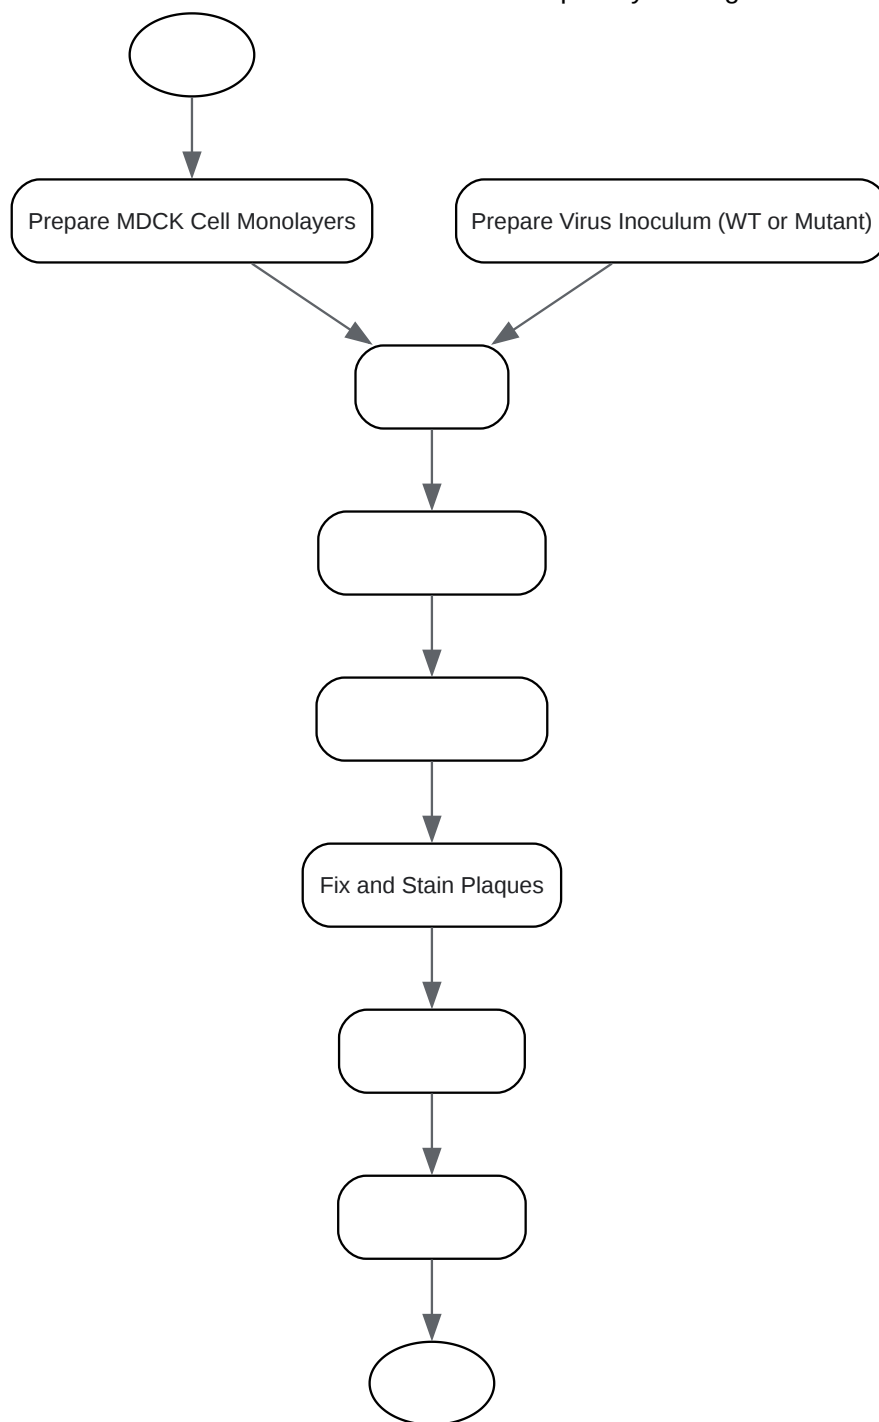 Prepare MDCK Cell Monolayers
Prepare Virus Inoculum (WT or Mutant)
Fix and Stain Plaques